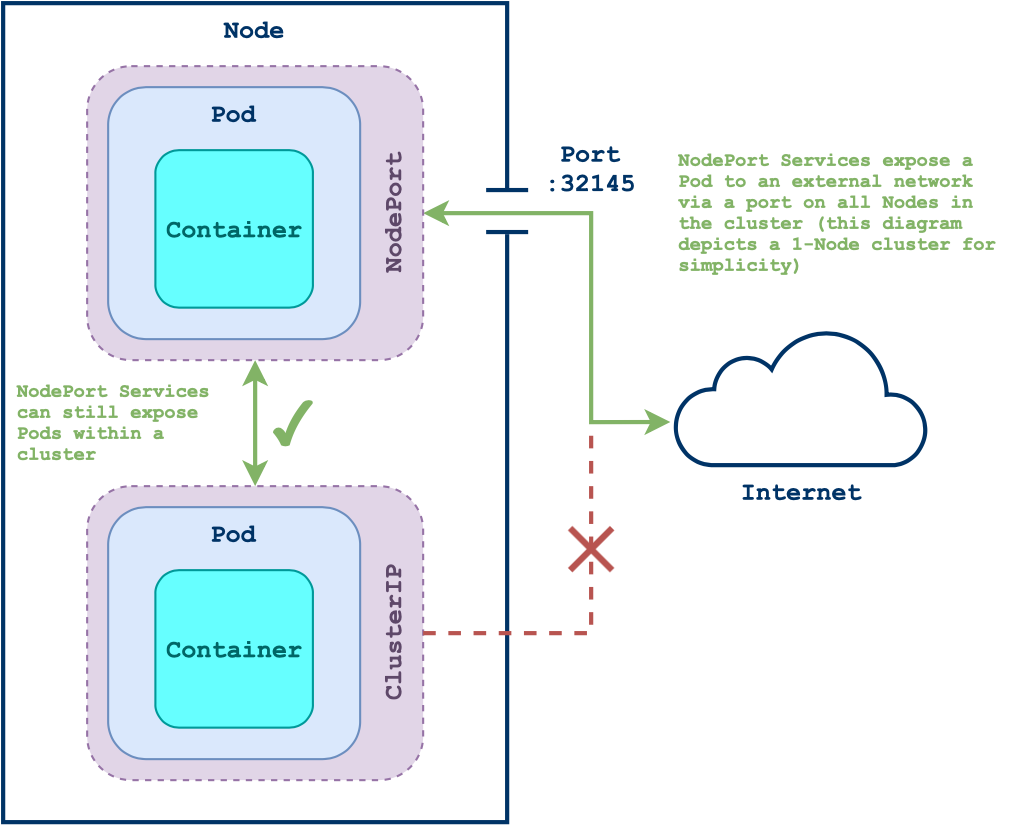 Node
Pod
Container
NodePort
Port
:32145
NodePort Services expose a
Pod to an external network
via a port on all Nodes in
the cluster (this diagram
depicts a 1-Node cluster for
simplicity)
NodePort Services
can still expose
Pods within a
cluster
Internet
Pod
Container
ClusterIP